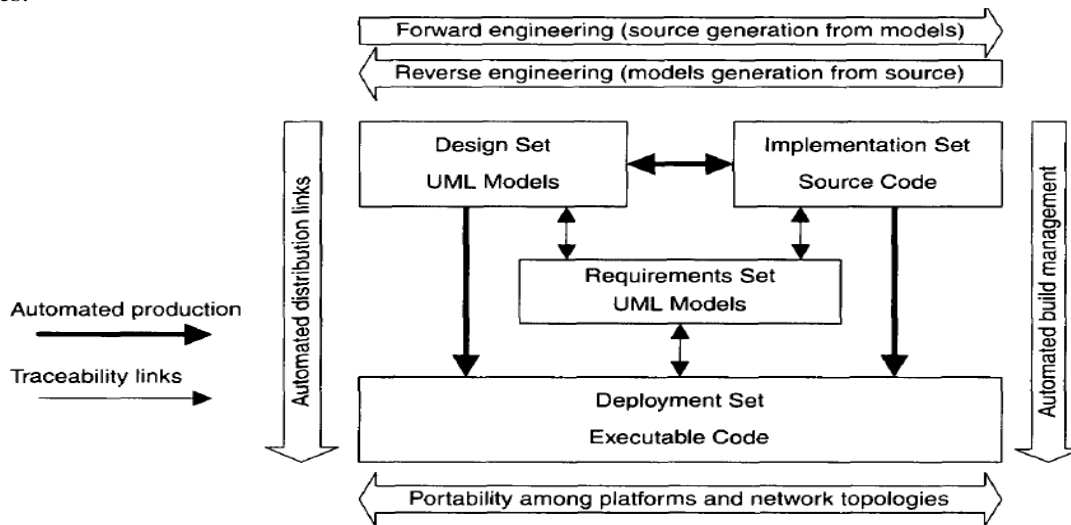 es.
Forward engineering (source generation from models)
Reverse engineering (models generation from source)
Design Set
UML Models
Implementation Set
Source Code
Requirements Set
UML Models
Automated production
Traceability links
Automated distribution links
Automated build management
Deployment Set
Executable Code
Portability among platforms and network topologies